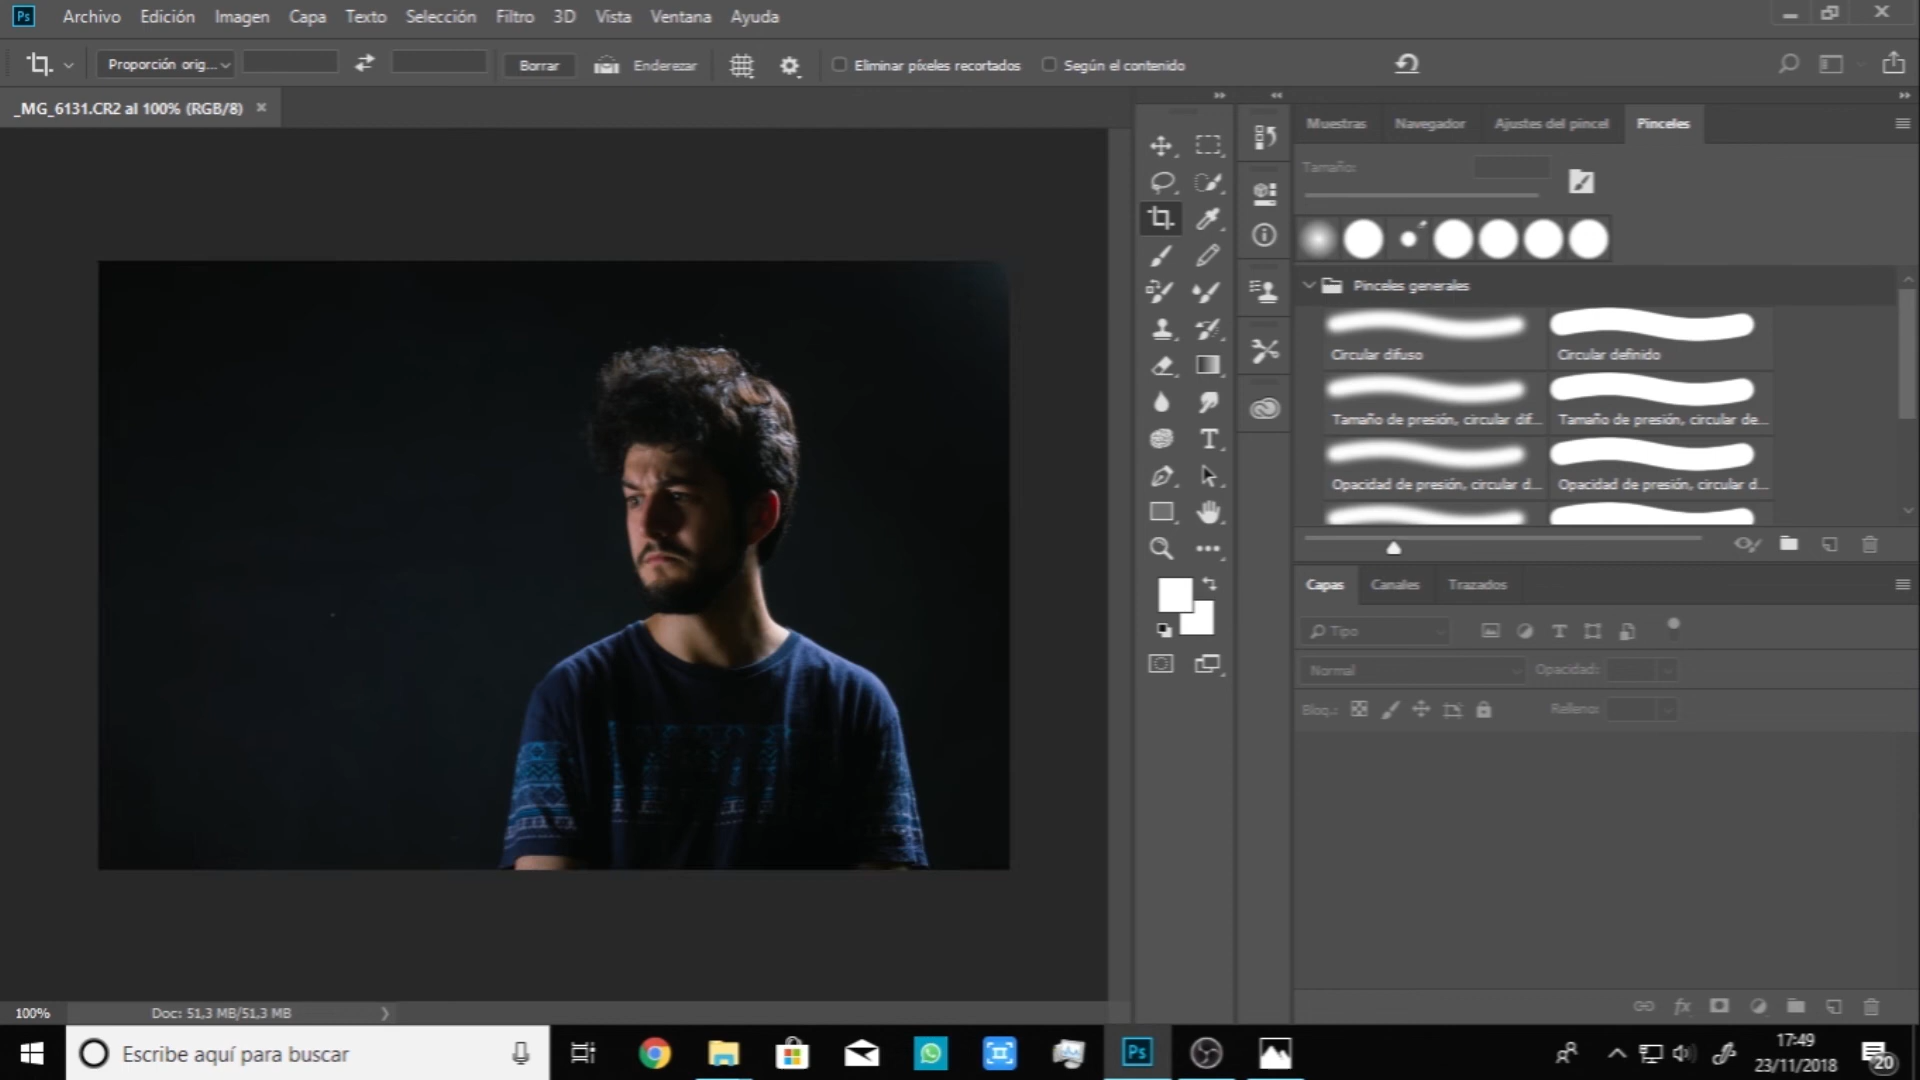 Ps Archivo Edición Imagen Capa Texto Selección Filtro 3D Vista Ventana Ayuda
Proporción orig... Borrar Enderezar Eliminar píxeles recortados Según el contenido
_MG_6131.CR2 al 100% (RGB/8) ×
Muestras Navegador Ajustes del pincel Pinceles
Tamaño:
Pinceles generales
Circular difuso Circular definido
Tamaño de presión, circular dif... Tamaño de presión, circular de...
Opacidad de presión, circular d... Opacidad de presión, circular d...
Capas Canales Trazados
Tipo
Normal Opacidad:
Bloq.: Relleno:
fx
100% Doc: 51,3 MB/51,3 MB
Escribe aquí para buscar
Ps
17:49
23/11/2018
20